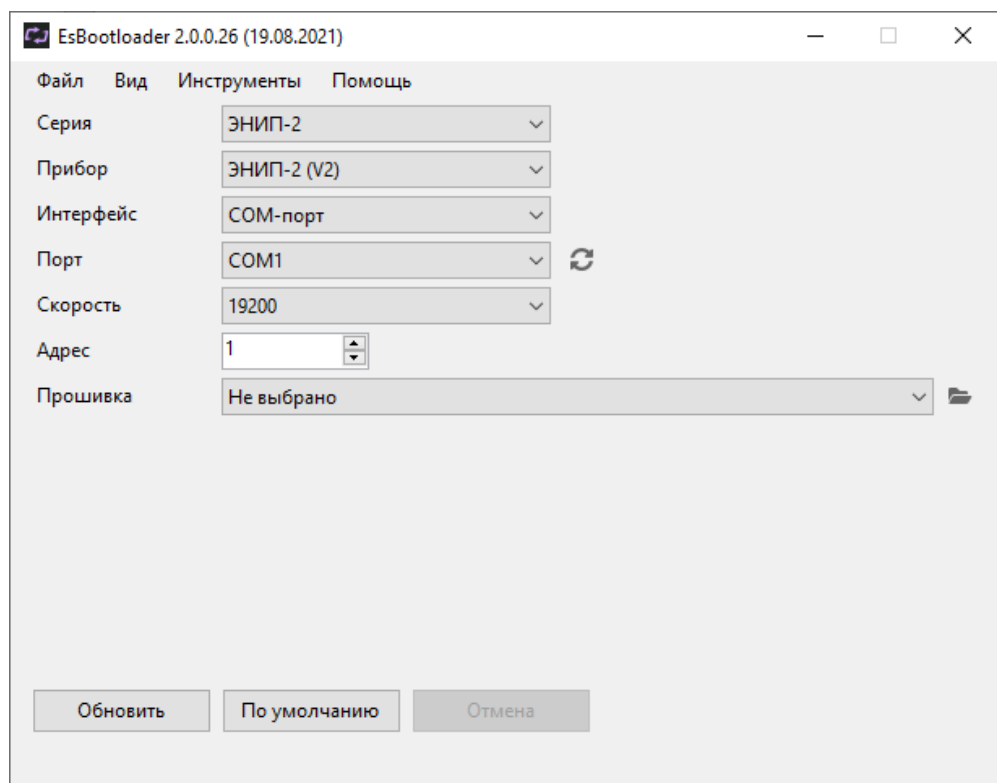 EsBootloader 2.0.0.26 (19.08.2021)
Файл Вид Инструменты Помощь
Серия ЭНИП-2
Прибор ЭНИП-2 (V2)
Интерфейс COM-порт
Порт COM1
Скорость 19200
Адрес 1
Прошивка Не выбрано
Обновить По умолчанию Отмена